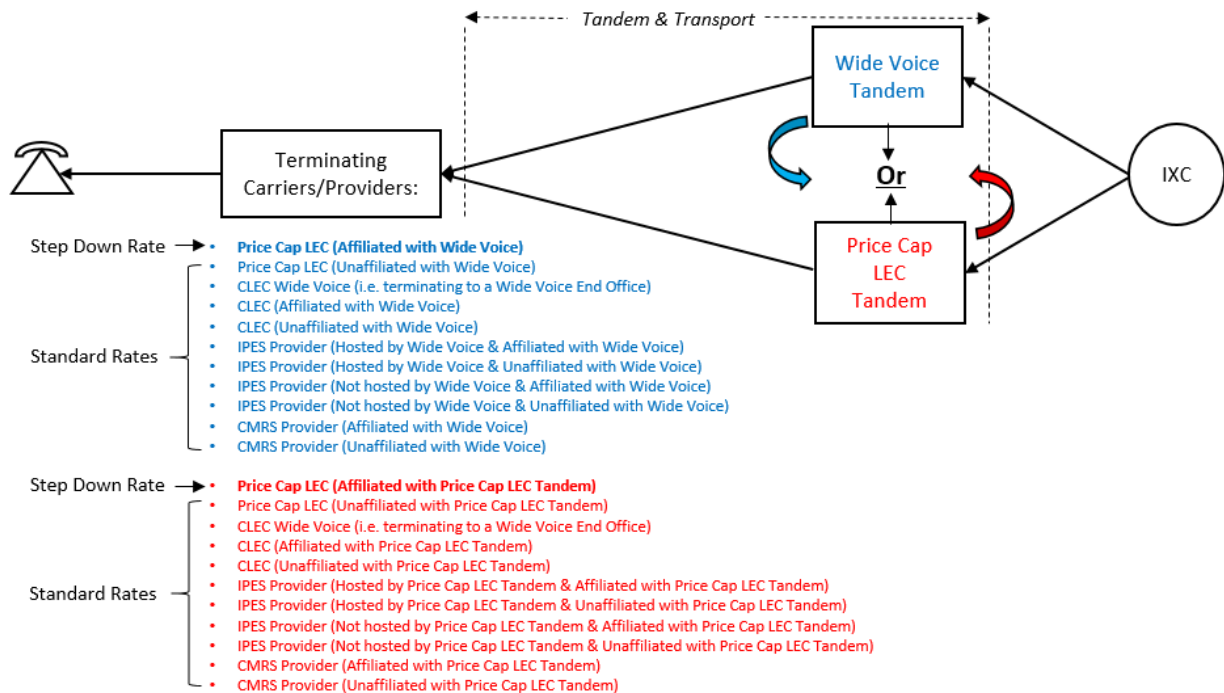 Tandem & Transport
Wide Voice
Tandem
Or
IXC
Price Cap
LEC
Tandem
Terminating
Carriers/Providers:
Step Down Rate
• Price Cap LEC (Affiliated with Wide Voice)
Standard Rates
• Price Cap LEC (Unaffiliated with Wide Voice)
• CLEC Wide Voice (i.e. terminating to a Wide Voice End Office)
• CLEC (Affiliated with Wide Voice)
• CLEC (Unaffiliated with Wide Voice)
• IPES Provider (Hosted by Wide Voice & Affiliated with Wide Voice)
• IPES Provider (Hosted by Wide Voice & Unaffiliated with Wide Voice)
• IPES Provider (Not hosted by Wide Voice & Affiliated with Wide Voice)
• IPES Provider (Not hosted by Wide Voice & Unaffiliated with Wide Voice)
• CMRS Provider (Affiliated with Wide Voice)
• CMRS Provider (Unaffiliated with Wide Voice)
Step Down Rate
• Price Cap LEC (Affiliated with Price Cap LEC Tandem)
Standard Rates
• Price Cap LEC (Unaffiliated with Price Cap LEC Tandem)
• CLEC Wide Voice (i.e. terminating to a Wide Voice End Office)
• CLEC (Affiliated with Price Cap LEC Tandem)
• CLEC (Unaffiliated with Price Cap LEC Tandem)
• IPES Provider (Hosted by Price Cap LEC Tandem & Affiliated with Price Cap LEC Tandem)
• IPES Provider (Hosted by Price Cap LEC Tandem & Unaffiliated with Price Cap LEC Tandem)
• IPES Provider (Not hosted by Price Cap LEC Tandem & Affiliated with Price Cap LEC Tandem)
• IPES Provider (Not hosted by Price Cap LEC Tandem & Unaffiliated with Price Cap LEC Tandem)
• CMRS Provider (Affiliated with Price Cap LEC Tandem)
• CMRS Provider (Unaffiliated with Price Cap LEC Tandem)